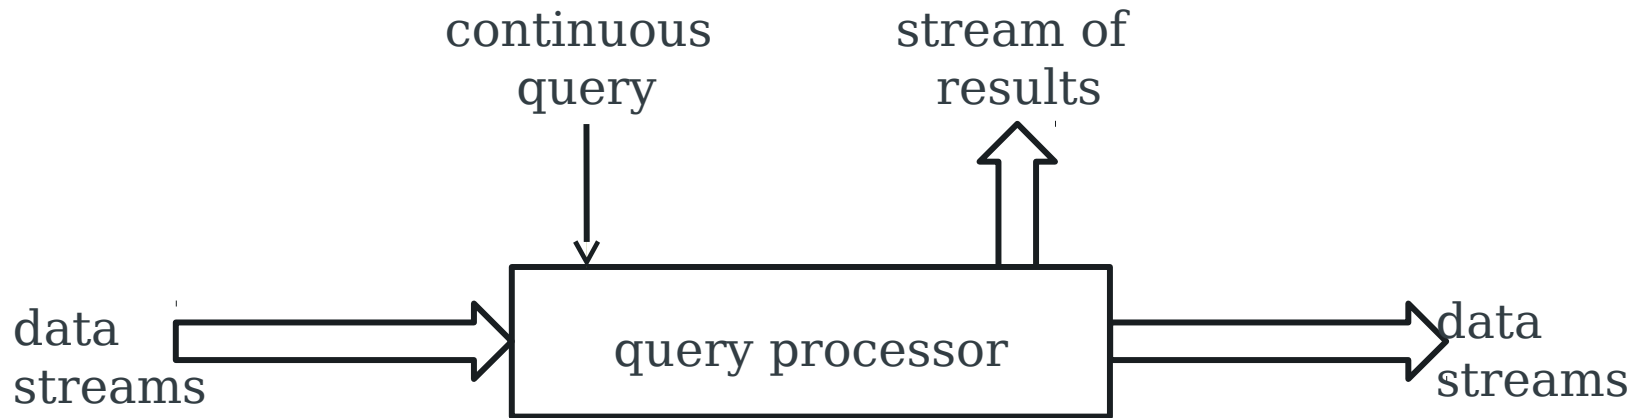 continuous
query
stream of
results
data
streams
query processor
data
streams